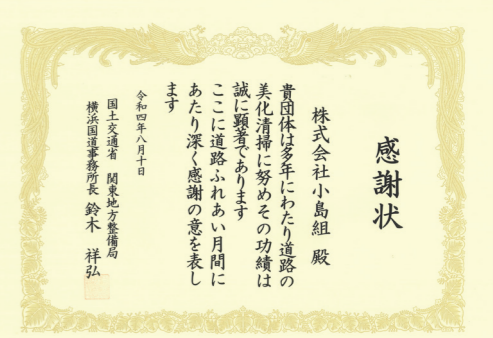 感謝状
株式会社小島組 殿
貴団体は多年にわたり道路の
美化清掃に努めその功績は
誠に顕著であります
ここに道路ふれあい月間に
あたり深く感謝の意を表し
ます
令和四年八月十日
国土交通省 関東地方整備局
横浜国道事務所長 鈴木 祥弘